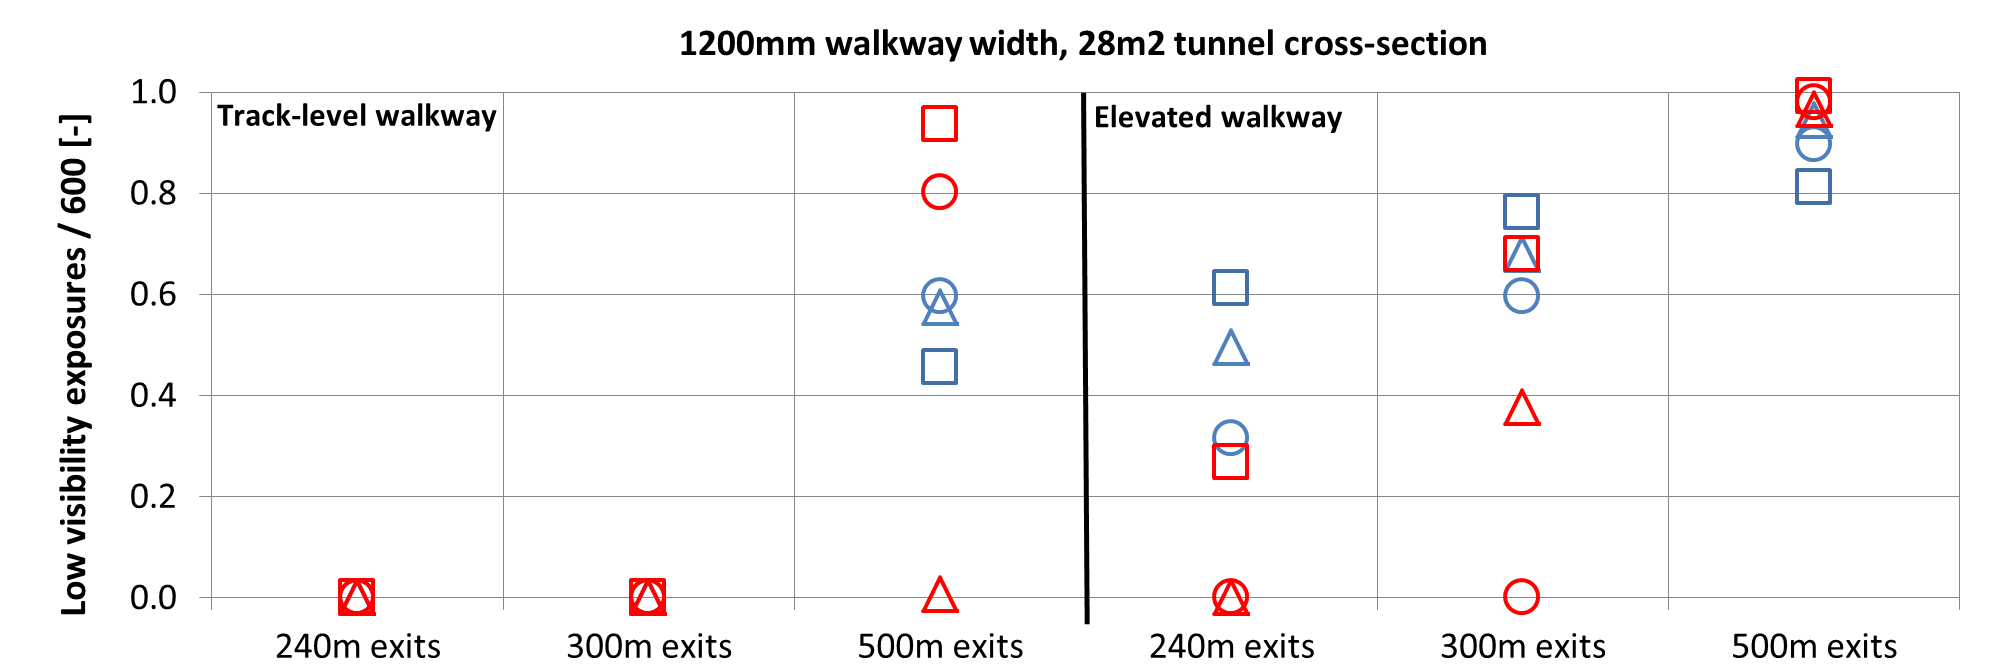 1200mm walkway width, 28m2 tunnel cross-section
Low visibility exposures / 600 [-]
1.0
0.8
0.6
0.4
0.2
0.0
Track-level walkway
Elevated walkway
240m exits
300m exits
500m exits
240m exits
300m exits
500m exits